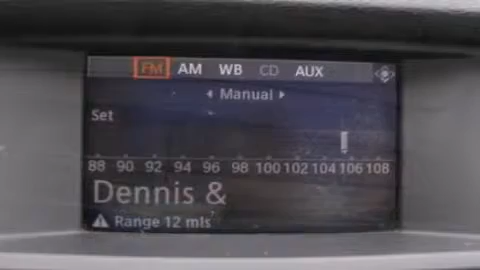 FM AM WB CD AUX
Manual
Set
88 90 92 94 96 98 100 102 104 106 108
Dennis &
Range 12 mls